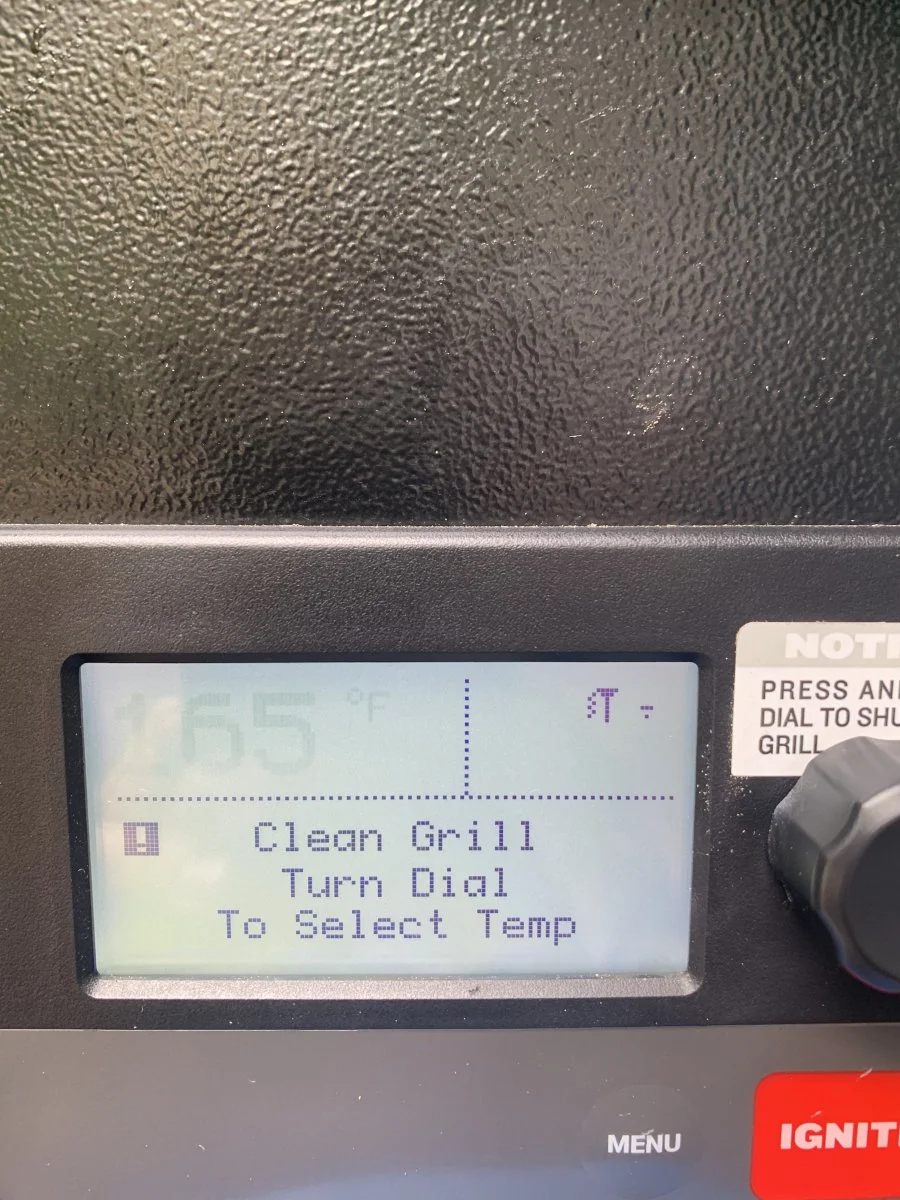 165 °F
Clean Grill
Turn Dial
To Select Temp
NOTI
PRESS AN
DIAL TO SHU
GRILL
MENU
IGNIT